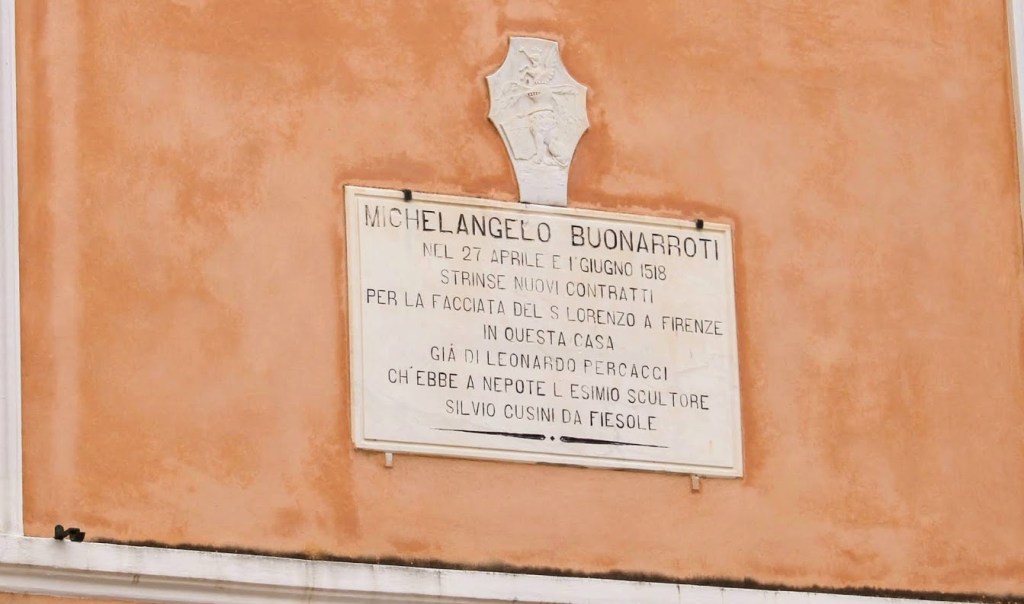 MICHELANGELO BUONARROTI
NEL 27 APRILE E 1° GIUGNO 1518
STRINSE NUOVI CONTRATTI
PER LA FACCIATA DEL S LORENZO A FIRENZE
IN QUESTA CASA
GIÀ DI LEONARDO PERCACCI
CH'EBBE A NEPOTE L ESIMIO SCULTORE
SILVIO CUSINI DA FIESOLE